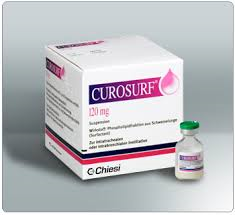 CUROSURF®
120 mg
Suspension
Wirkstoff: Phospholipidfraktion aus Schweinelunge
(Surfactant)
Zur intratrachealen
oder intrabronchialen Instillation
Chiesi